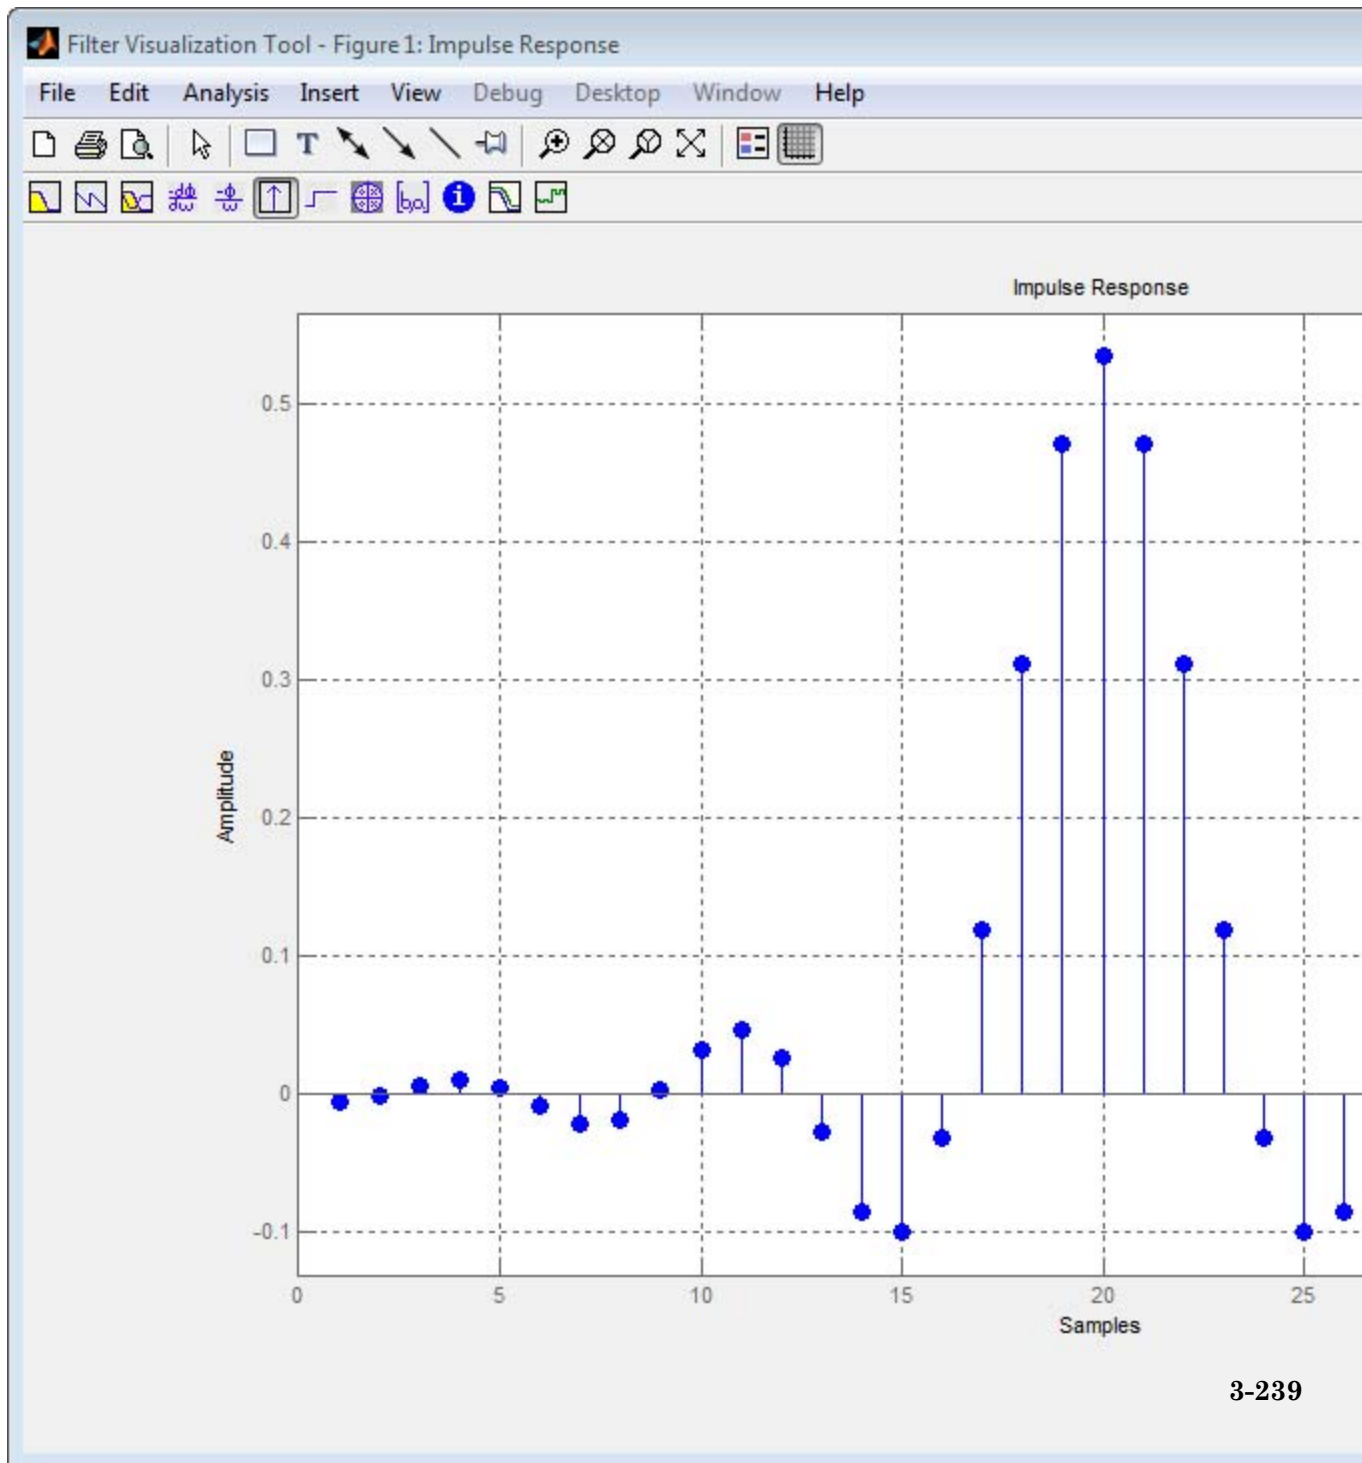 Filter Visualization Tool - Figure 1: Impulse Response
File Edit Analysis Insert View Debug Desktop Window Help
T
Impulse Response
0.5
0.4
0.3
0.2
0.1
0
-0.1
Amplitude
0 5 10 15 20 25
Samples
3-239